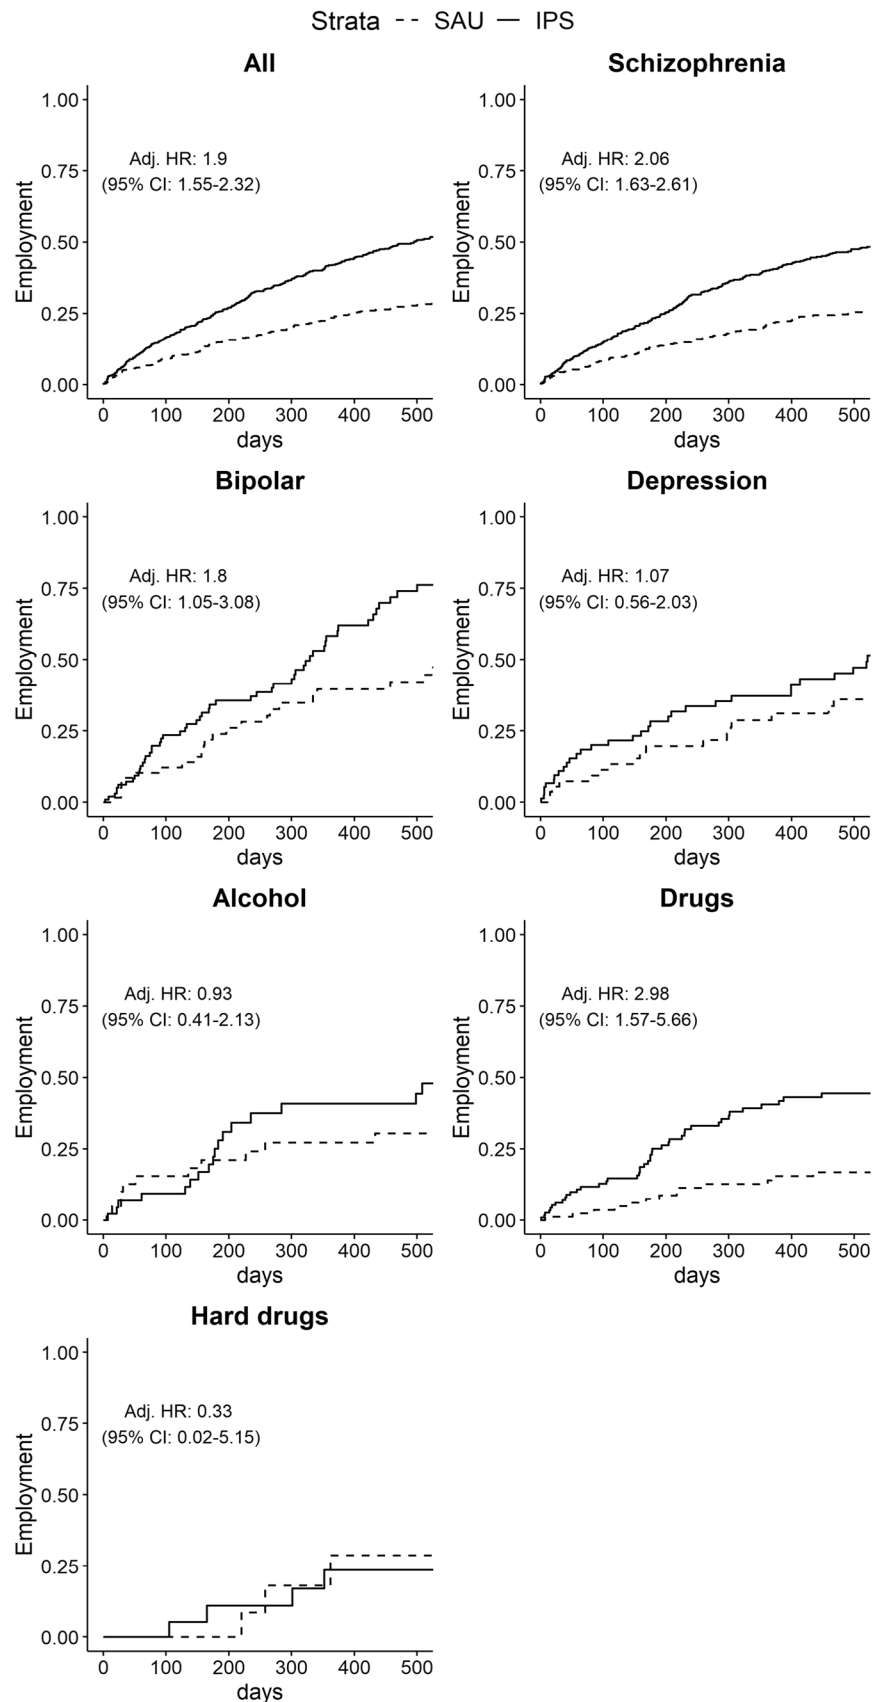 Strata -- SAU — IPS
All
Employment
1.00
0.75
0.50
0.25
0.00
Adj. HR: 1.9
(95% CI: 1.55-2.32)
0 100 200 300 400 500
days
Schizophrenia
Employment
1.00
0.75
0.50
0.25
0.00
Adj. HR: 2.06
(95% CI: 1.63-2.61)
0 100 200 300 400 500
days
Bipolar
Employment
1.00
0.75
0.50
0.25
0.00
Adj. HR: 1.8
(95% CI: 1.05-3.08)
0 100 200 300 400 500
days
Depression
Employment
1.00
0.75
0.50
0.25
0.00
Adj. HR: 1.07
(95% CI: 0.56-2.03)
0 100 200 300 400 500
days
Alcohol
Employment
1.00
0.75
0.50
0.25
0.00
Adj. HR: 0.93
(95% CI: 0.41-2.13)
0 100 200 300 400 500
days
Drugs
Employment
1.00
0.75
0.50
0.25
0.00
Adj. HR: 2.98
(95% CI: 1.57-5.66)
0 100 200 300 400 500
days
Hard drugs
Employment
1.00
0.75
0.50
0.25
0.00
Adj. HR: 0.33
(95% CI: 0.02-5.15)
0 100 200 300 400 500
days